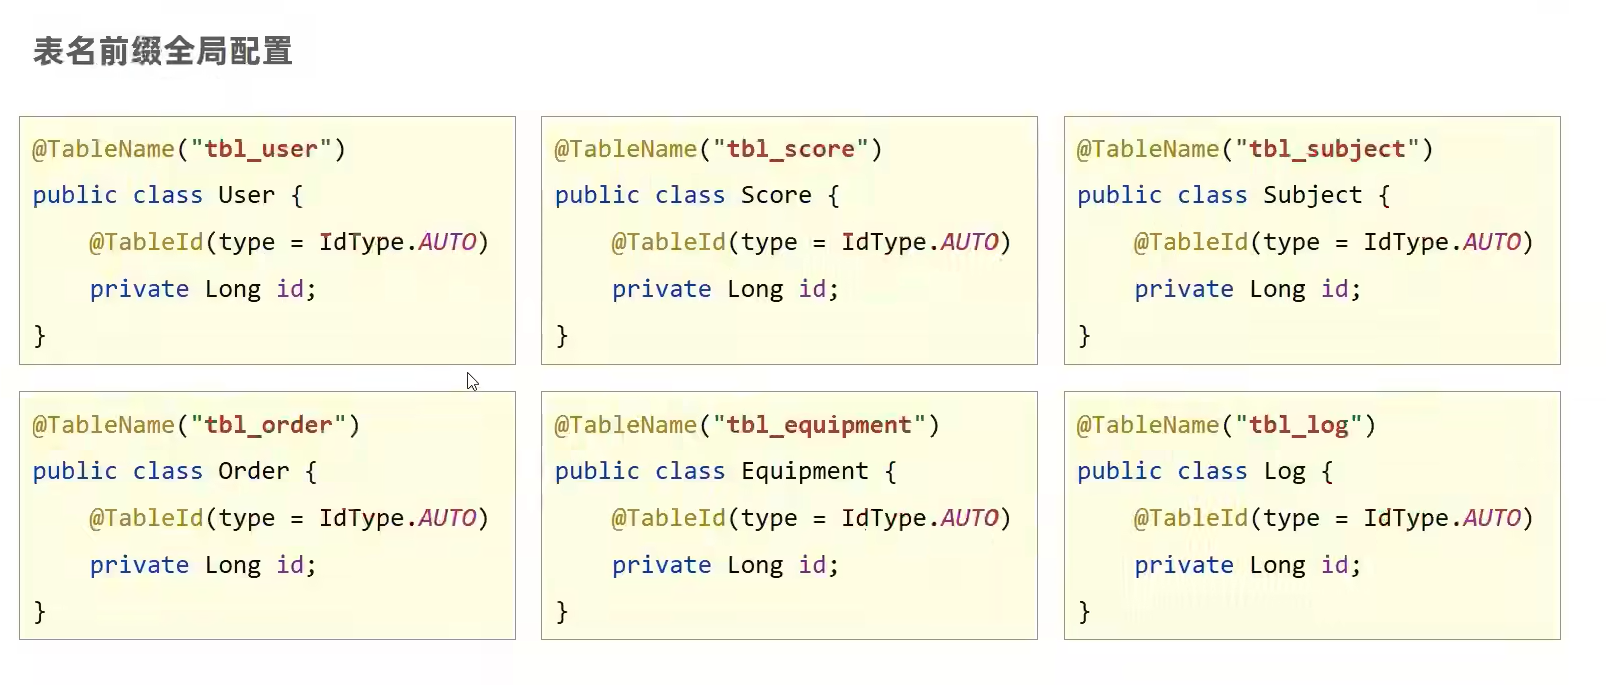 表名前缀全局配置
@TableName("tbl_user")
public class User {
    @TableId(type = IdType.AUTO)
    private Long id;
}
@TableName("tbl_score")
public class Score {
    @TableId(type = IdType.AUTO)
    private Long id;
}
@TableName("tbl_subject")
public class Subject {
    @TableId(type = IdType.AUTO)
    private Long id;
}
@TableName("tbl_order")
public class Order {
    @TableId(type = IdType.AUTO)
    private Long id;
}
@TableName("tbl_equipment")
public class Equipment {
    @TableId(type = IdType.AUTO)
    private Long id;
}
@TableName("tbl_log")
public class Log {
    @TableId(type = IdType.AUTO)
    private Long id;
}